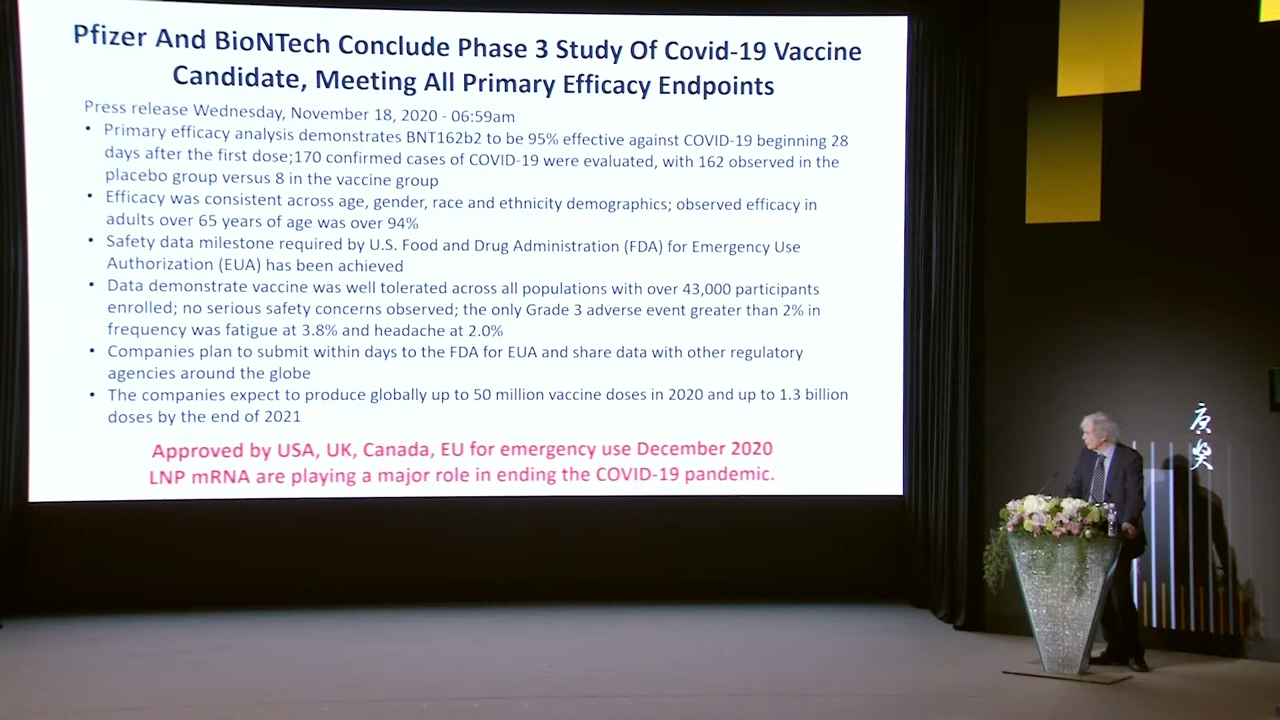 Pfizer And BioNTech Conclude Phase 3 Study Of Covid-19 Vaccine
Candidate, Meeting All Primary Efficacy Endpoints
Press release Wednesday, November 18, 2020 - 06:59am
• Primary efficacy analysis demonstrates BNT162b2 to be 95% effective against COVID-19 beginning 28
days after the first dose;170 confirmed cases of COVID-19 were evaluated, with 162 observed in the
placebo group versus 8 in the vaccine group
• Efficacy was consistent across age, gender, race and ethnicity demographics; observed efficacy in
adults over 65 years of age was over 94%
• Safety data milestone required by U.S. Food and Drug Administration (FDA) for Emergency Use
Authorization (EUA) has been achieved
• Data demonstrate vaccine was well tolerated across all populations with over 43,000 participants
enrolled; no serious safety concerns observed; the only Grade 3 adverse event greater than 2% in
frequency was fatigue at 3.8% and headache at 2.0%
• Companies plan to submit within days to the FDA for EUA and share data with other regulatory
agencies around the globe
• The companies expect to produce globally up to 50 million vaccine doses in 2020 and up to 1.3 billion
doses by the end of 2021
Approved by USA, UK, Canada, EU for emergency use December 2020
LNP mRNA are playing a major role in ending the COVID-19 pandemic.